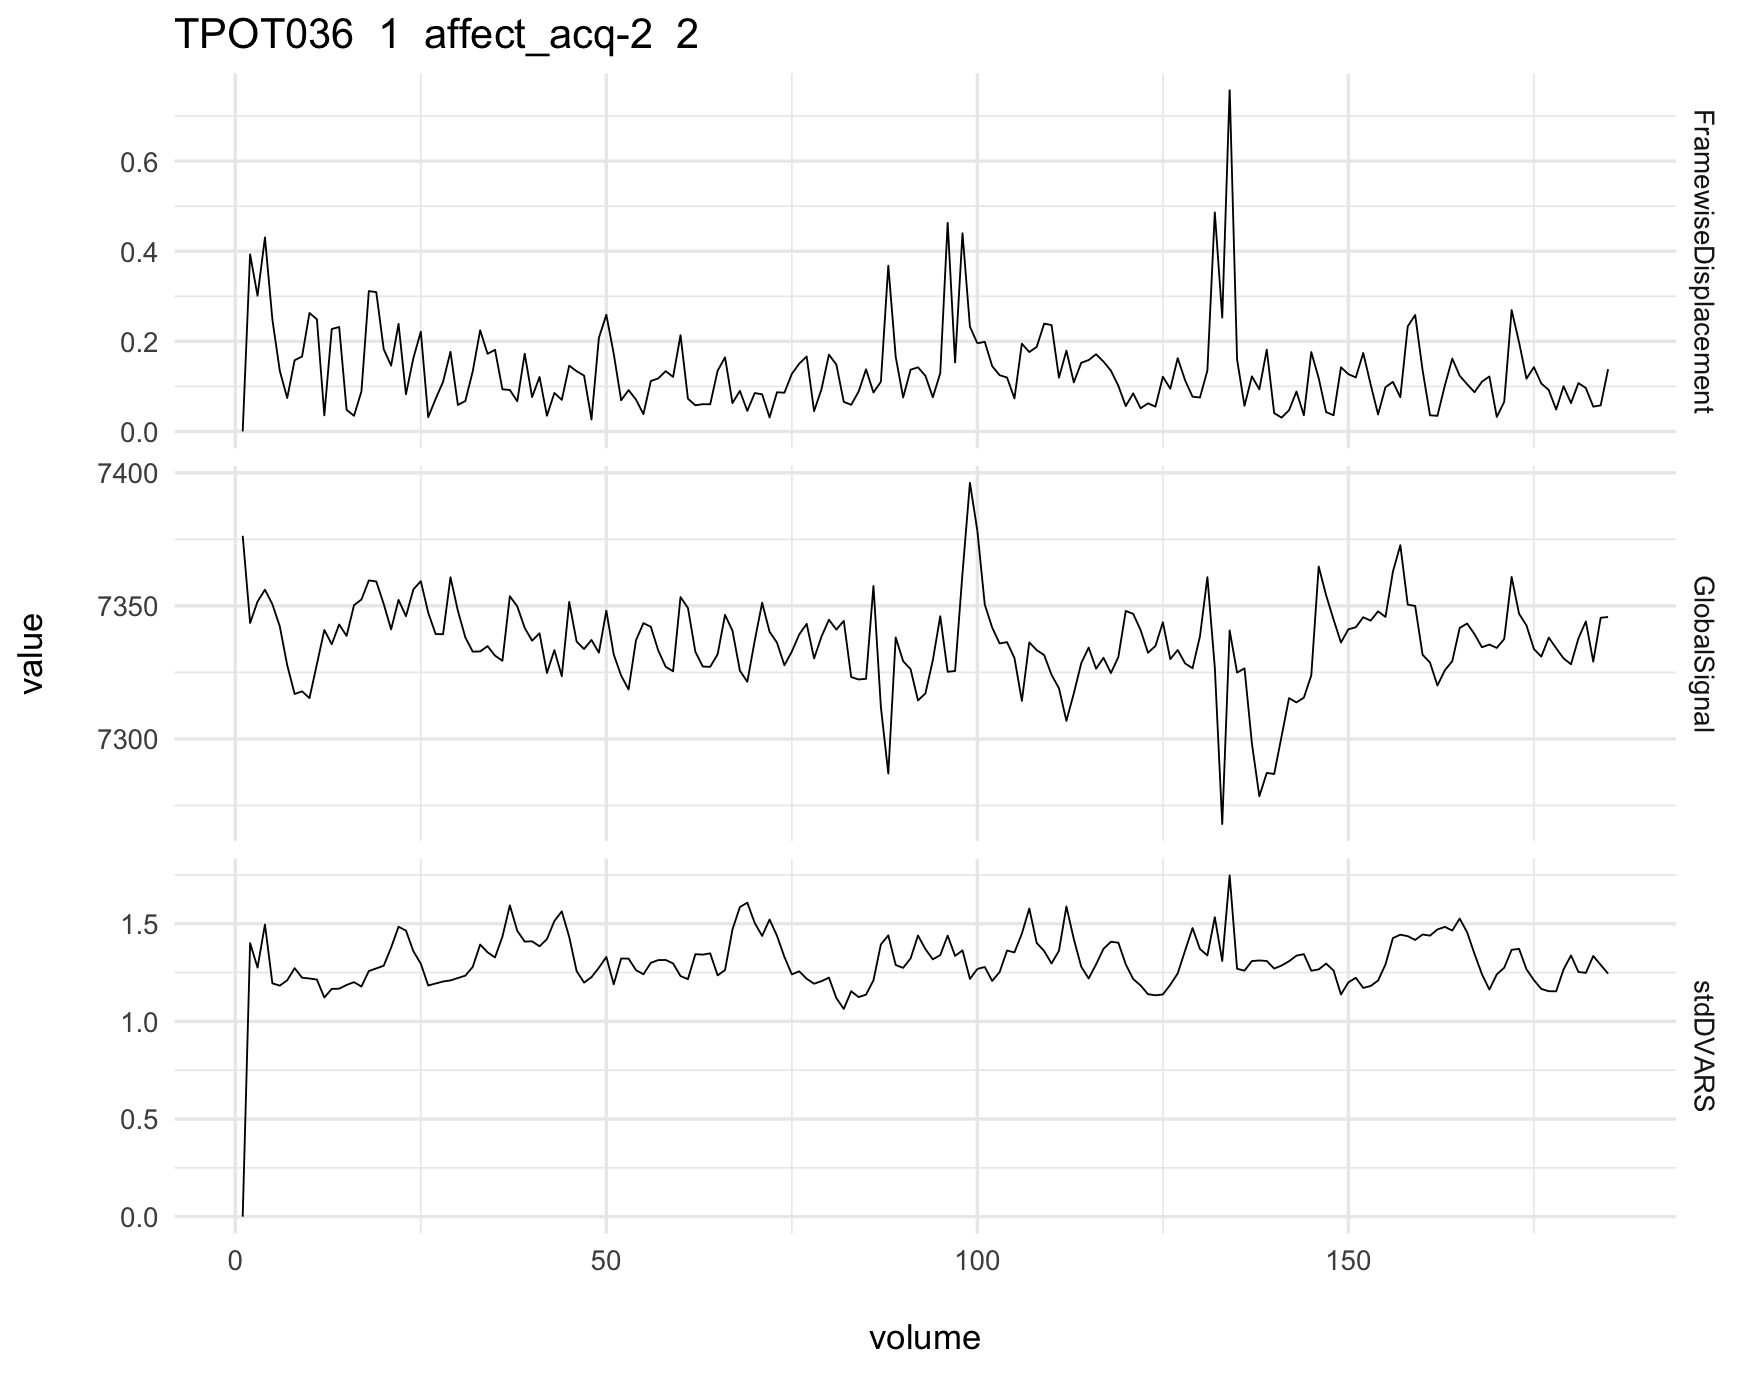 TPOT036  1  affect_acq-2  2
0.6
0.4
0.2
0.0
FramewiseDisplacement
7400
7350
7300
GlobalSignal
1.5
1.0
0.5
0.0
stdDVARS
value
0 50 100 150
volume